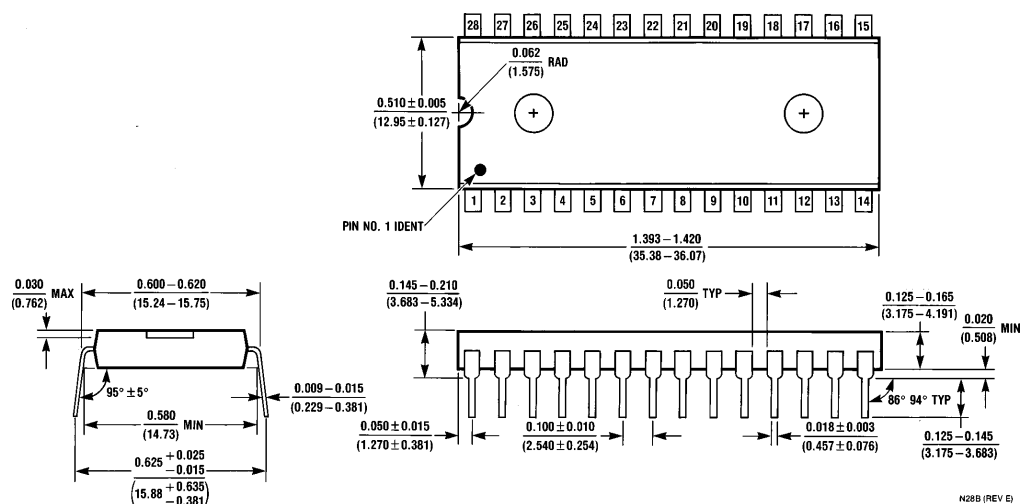 28 27 26 25 24 23 22 21 20 19 18 17 16 15
0.062
(1.575)
RAD
0.510 ± 0.005
(12.95 ± 0.127)
PIN NO. 1 IDENT
1 2 3 4 5 6 7 8 9 10 11 12 13 14
1.393 – 1.420
(35.38 – 36.07)
0.030
(0.762)
MAX
0.600 – 0.620
(15.24 – 15.75)
95° ± 5°
0.580
(14.73)
MIN
0.009 – 0.015
(0.229 – 0.381)
0.625 +0.025 –0.015
(15.88 +0.635 –0.381)
0.145 – 0.210
(3.683 – 5.334)
0.050
(1.270)
TYP
0.125 – 0.165
(3.175 – 4.191)
0.020
(0.508)
MIN
86° 94° TYP
0.050 ± 0.015
(1.270 ± 0.381)
0.100 ± 0.010
(2.540 ± 0.254)
0.018 ± 0.003
(0.457 ± 0.076)
0.125 – 0.145
(3.175 – 3.683)
N28B (REV E)